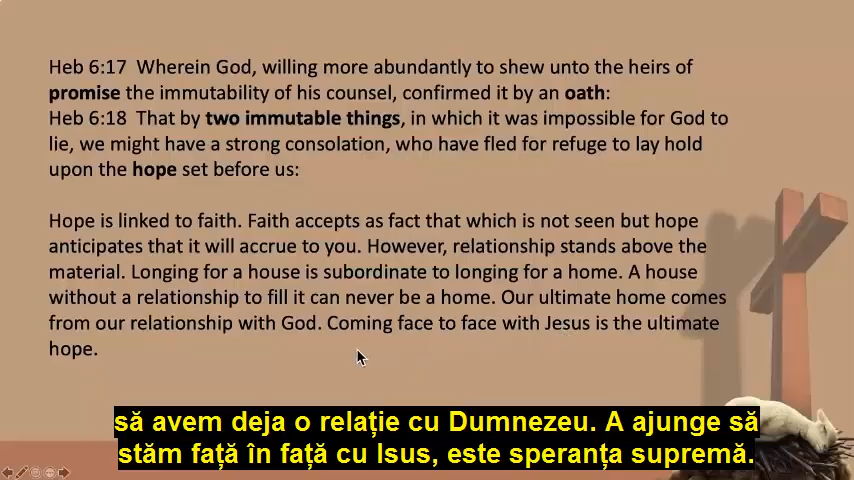 Heb 6:17  Wherein God, willing more abundantly to shew unto the heirs of
promise the immutability of his counsel, confirmed it by an oath:
Heb 6:18  That by two immutable things, in which it was impossible for God to
lie, we might have a strong consolation, who have fled for refuge to lay hold
upon the hope set before us:
Hope is linked to faith. Faith accepts as fact that which is not seen but hope
anticipates that it will accrue to you. However, relationship stands above the
material. Longing for a house is subordinate to longing for a home. A house
without a relationship to fill it can never be a home. Our ultimate home comes
from our relationship with God. Coming face to face with Jesus is the ultimate
hope.
să avem deja o relație cu Dumnezeu. A ajunge să
stăm față în față cu Isus, este speranța supremă.